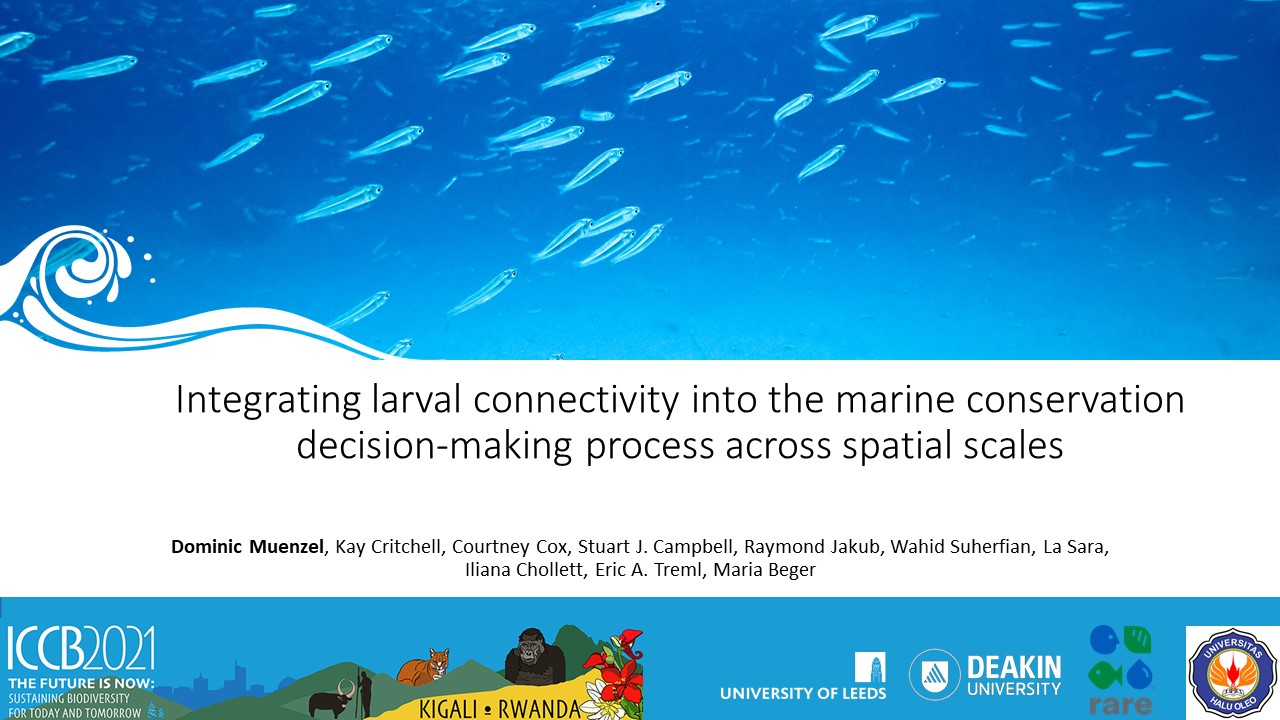 Integrating larval connectivity into the marine conservation
decision-making process across spatial scales
Dominic Muenzel, Kay Critchell, Courtney Cox, Stuart J. Campbell, Raymond Jakub, Wahid Suherfian, La Sara,
Iliana Chollett, Eric A. Treml, Maria Beger
ICCB2021
THE FUTURE IS NOW:
SUSTAINING BIODIVERSITY
FOR TODAY AND TOMORROW
KIGALI • RWANDA
UNIVERSITY OF LEEDS
DEAKIN
UNIVERSITY
rare
UNIVERSITAS
HALU OLEO